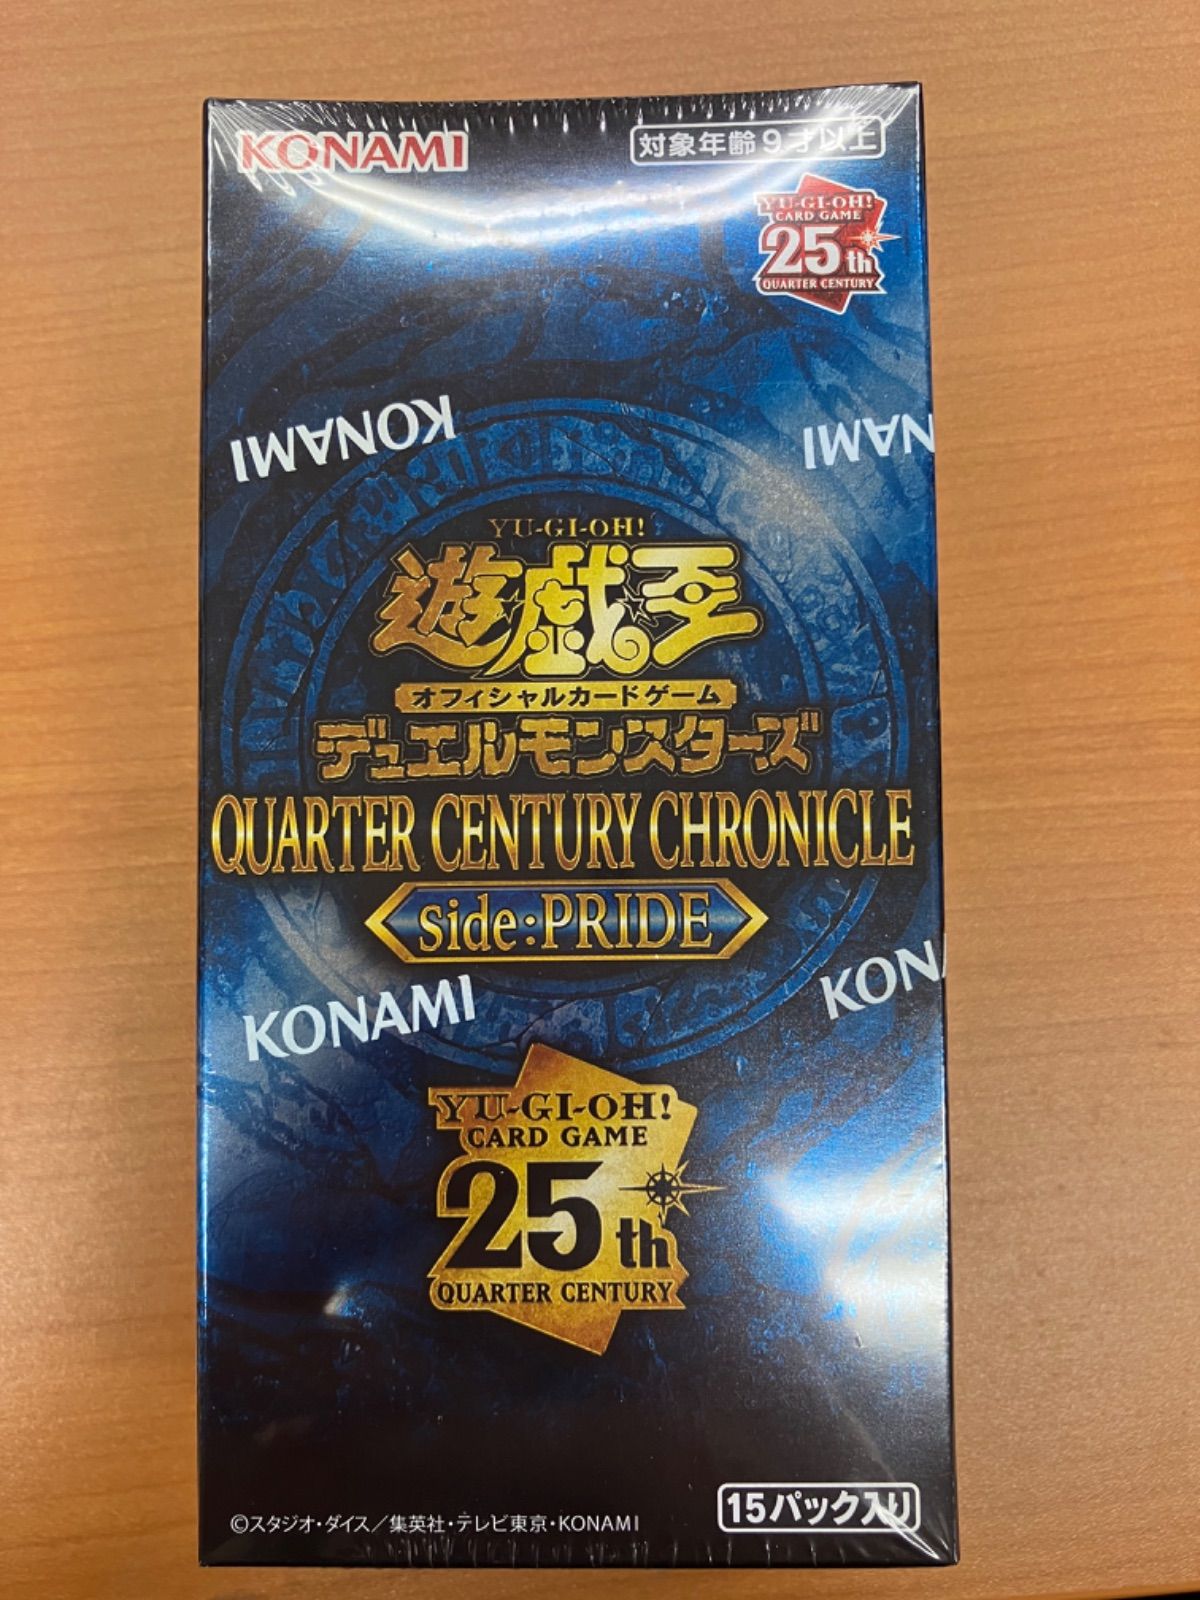 KONAMI
対象年齢9才以上
YU-GI-OH!
CARD GAME
25th
QUARTER CENTURY
KONAMI
KONAMI
YU-GI-OH!
遊戯王
オフィシャルカードゲーム
デュエルモンスターズ
QUARTER CENTURY CHRONICLE
side:PRIDE
KONAMI
KONA
YU-GI-OH!
CARD GAME
25th
QUARTER CENTURY
15パック入り
©スタジオ・ダイス／集英社・テレビ東京・KONAMI